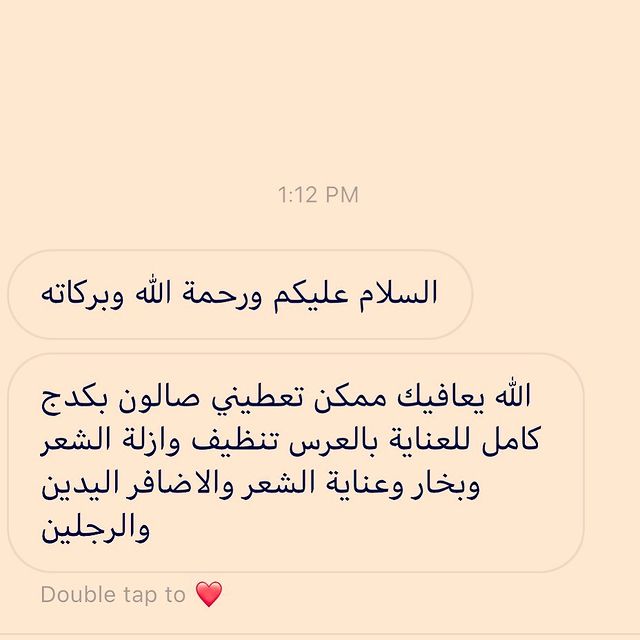 1:12 PM
السلام عليكم ورحمة الله وبركاته
الله يعافيك ممكن تعطيني صالون بكدج
كامل للعناية بالعرس تنظيف وازلة الشعر
وبخار وعناية الشعر والاضافر اليدين
والرجلين
Double tap to ❤️